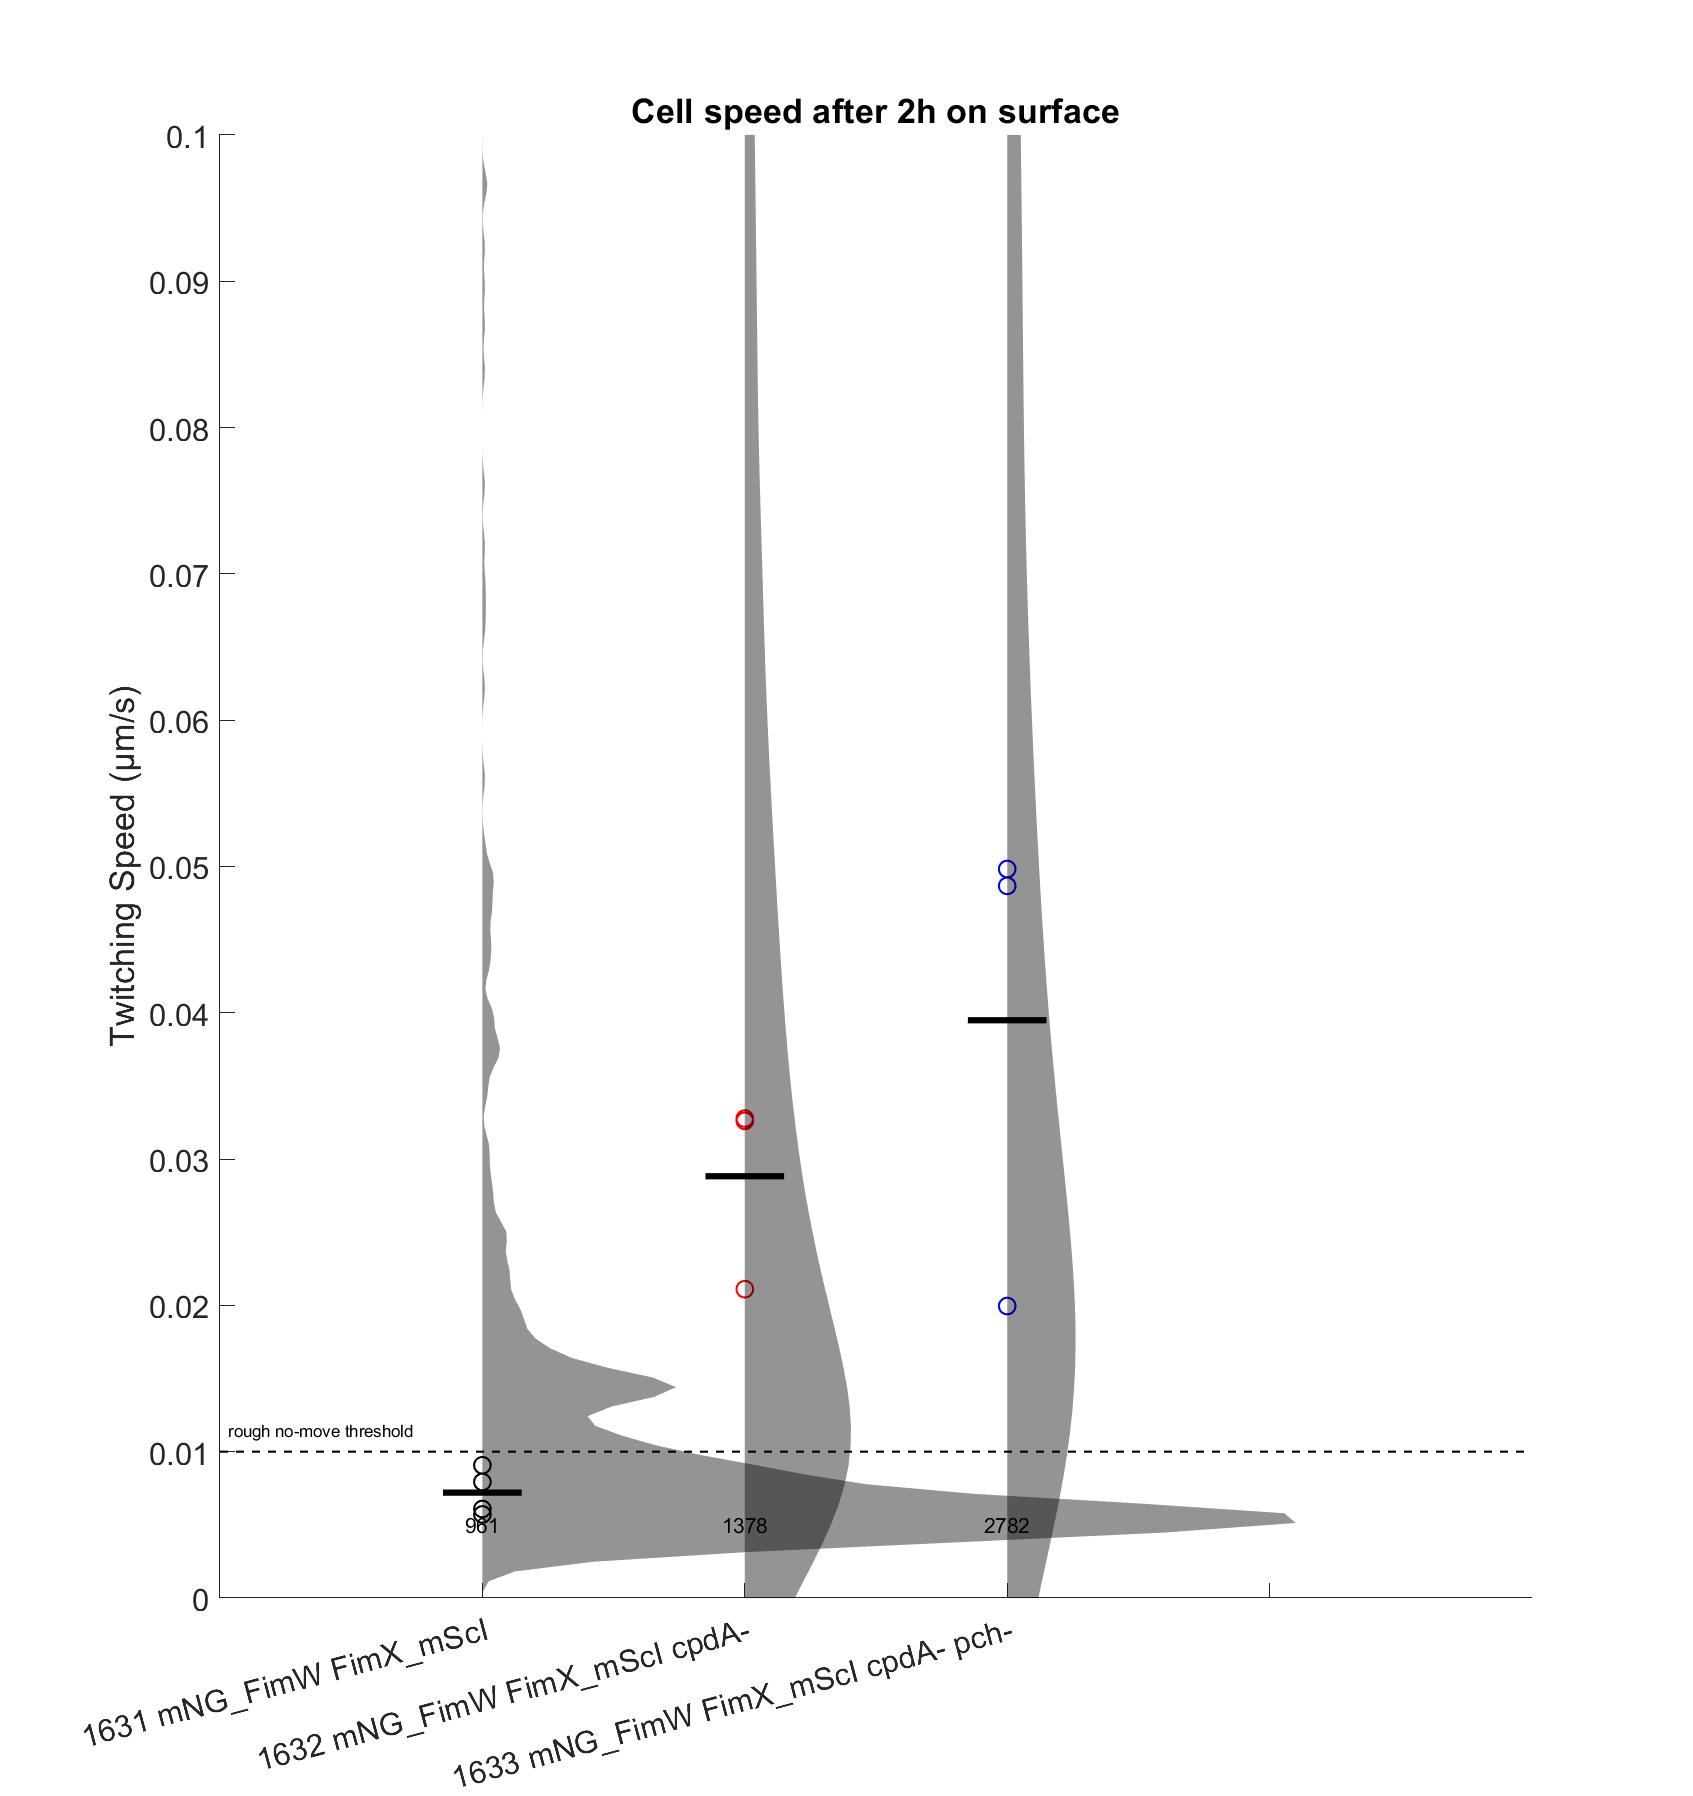 Cell speed after 2h on surface
0.1
0.09
0.08
0.07
0.06
0.05
0.04
0.03
0.02
0.01
0
Twitching Speed (µm/s)
rough no-move threshold
961
1378
2782
1631 mNG_FimW FimX_mScI
1632 mNG_FimW FimX_mScI cpdA-
1633 mNG_FimW FimX_mScI cpdA- pch-